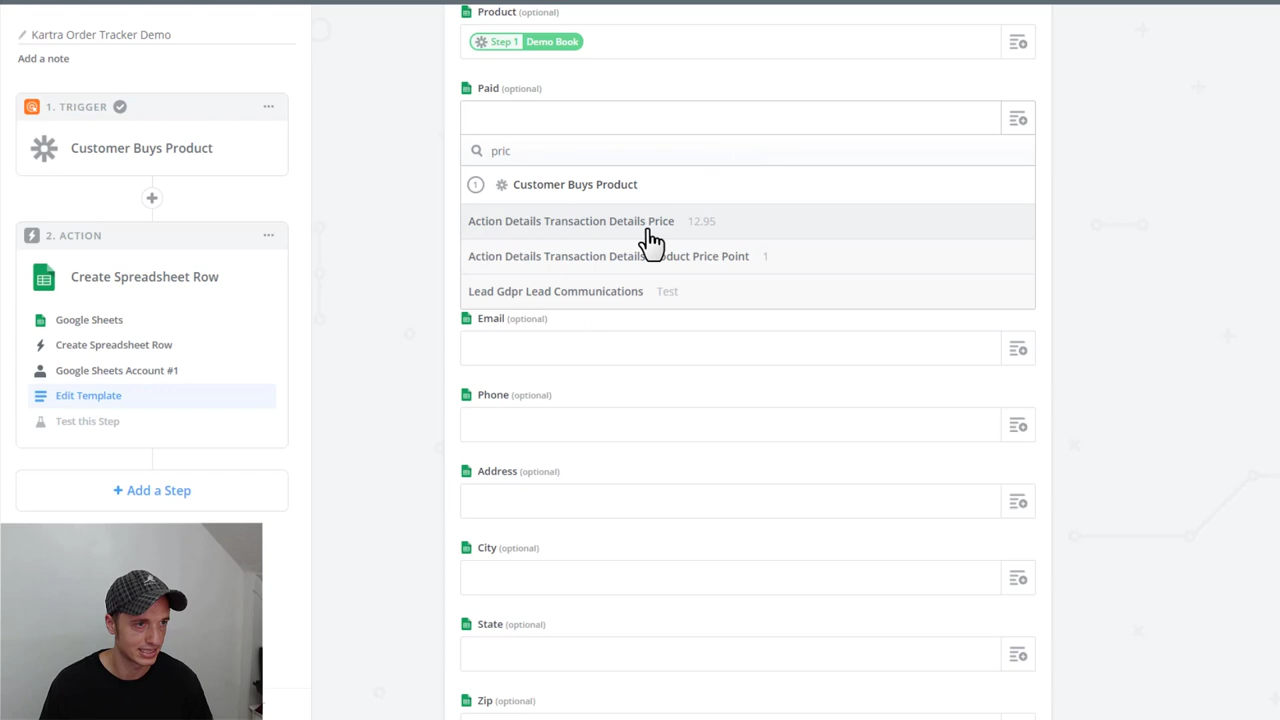 Kartra Order Tracker Demo
Add a note
1. TRIGGER
Customer Buys Product
2. ACTION
Create Spreadsheet Row
Google Sheets
Create Spreadsheet Row
Google Sheets Account #1
Edit Template
Test this Step
+ Add a Step
Product (optional)
Step 1 Demo Book
Paid (optional)
pric
1 Customer Buys Product
Action Details Transaction Details Price 12.95
Action Details Transaction Details Product Price Point 1
Lead Gdpr Lead Communications Test
Email (optional)
Phone (optional)
Address (optional)
City (optional)
State (optional)
Zip (optional)